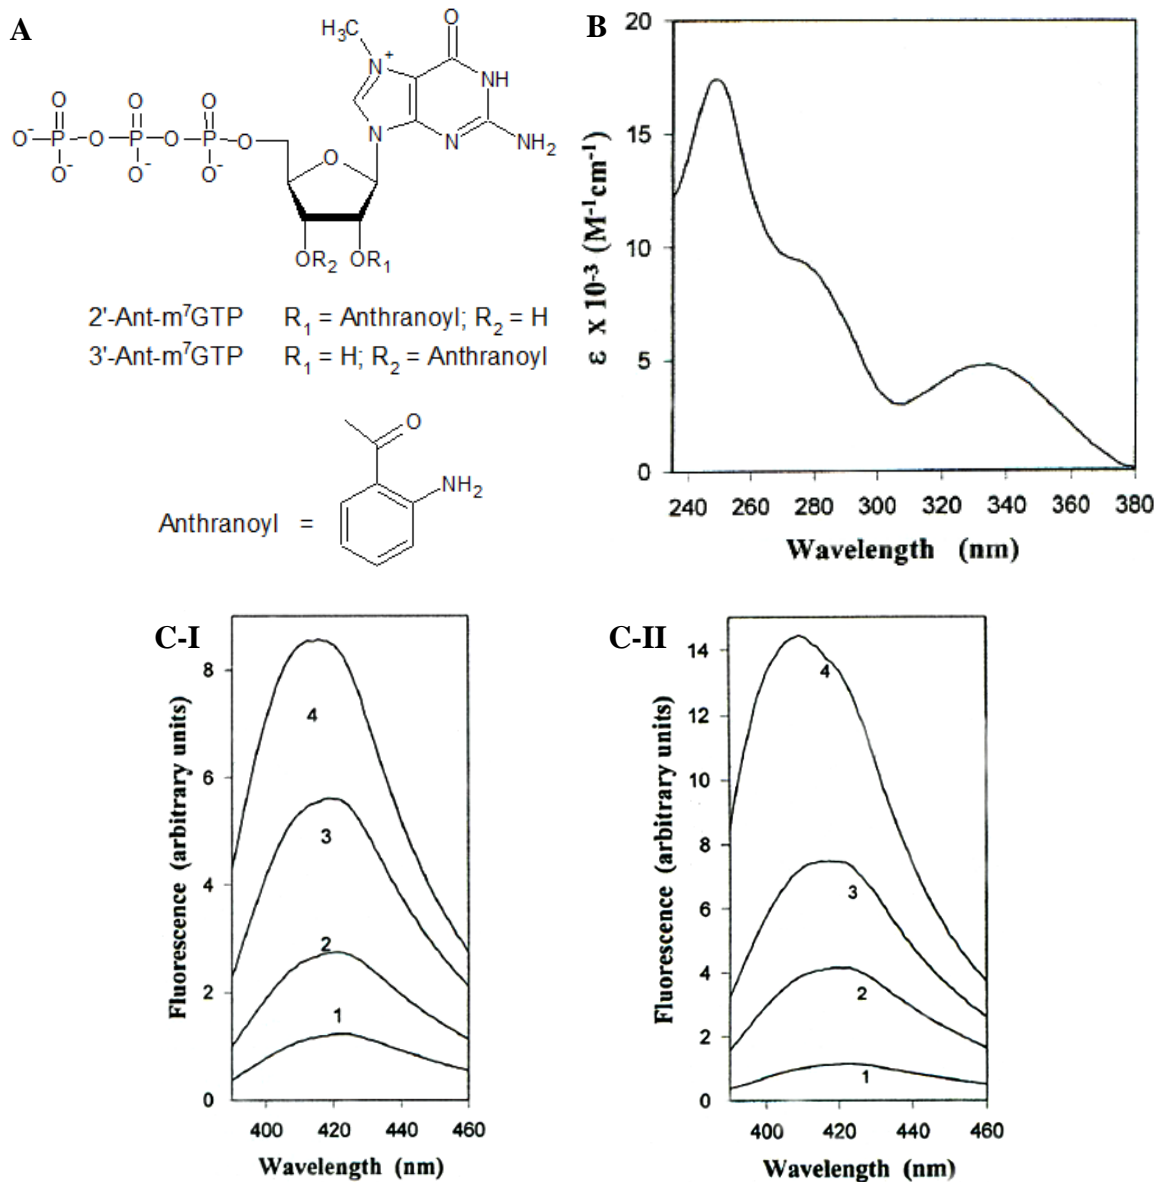 A
H₃C
O
N⁺
NH
N
N
NH₂
O O O
O⁻ P O P O P O
O⁻ O⁻ O⁻
O
OR₂ OR₁
2'-Ant-m⁷GTP R₁ = Anthranoyl; R₂ = H
3'-Ant-m⁷GTP R₁ = H; R₂ = Anthranoyl
O
NH₂
Anthranoyl =
B
20
15
10
5
0
ε x 10⁻³ (M⁻¹cm⁻¹)
240 260 280 300 320 340 360 380
Wavelength (nm)
C-I
8
6
4
2
0
Fluorescence (arbitrary units)
4
3
2
1
400 420 440 460
Wavelength (nm)
C-II
14
12
10
8
6
4
2
0
Fluorescence (arbitrary units)
4
3
2
1
400 420 440 460
Wavelength (nm)